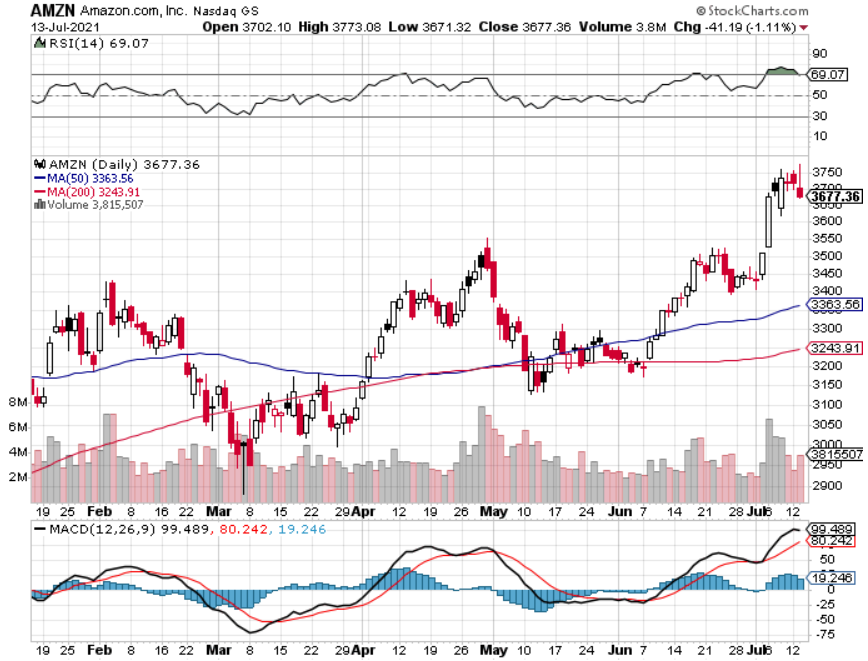 AMZN Amazon.com, Inc. Nasdaq GS © StockCharts.com
13-Jul-2021 Open 3702.10 High 3773.08 Low 3671.32 Close 3677.36 Volume 3.8M Chg -41.19 (-1.11%)
RSI(14) 69.07
90
69.07
50
30
10
AMZN (Daily) 3677.36
MA(50) 3363.56
MA(200) 3243.91
Volume 3,815,507
3750
3700
3677.36
3650
3600
3550
3500
3450
3400
3363.56
3300
3243.91
3200
3150
3100
3050
3000
3815507
2950
2900
8M
6M
4M
2M
19 25 Feb 8 16 22 Mar 8 15 22 29 Apr 12 19 26 May 10 17 24 Jun 7 14 21 28 Jul 6 12
MACD(12,26,9) 99.489, 80.242, 19.246
99.489
80.242
75
50
19.246
0
-25
-50
-75
19 25 Feb 8 16 22 Mar 8 15 22 29 Apr 12 19 26 May 10 17 24 Jun 7 14 21 28 Jul 6 12